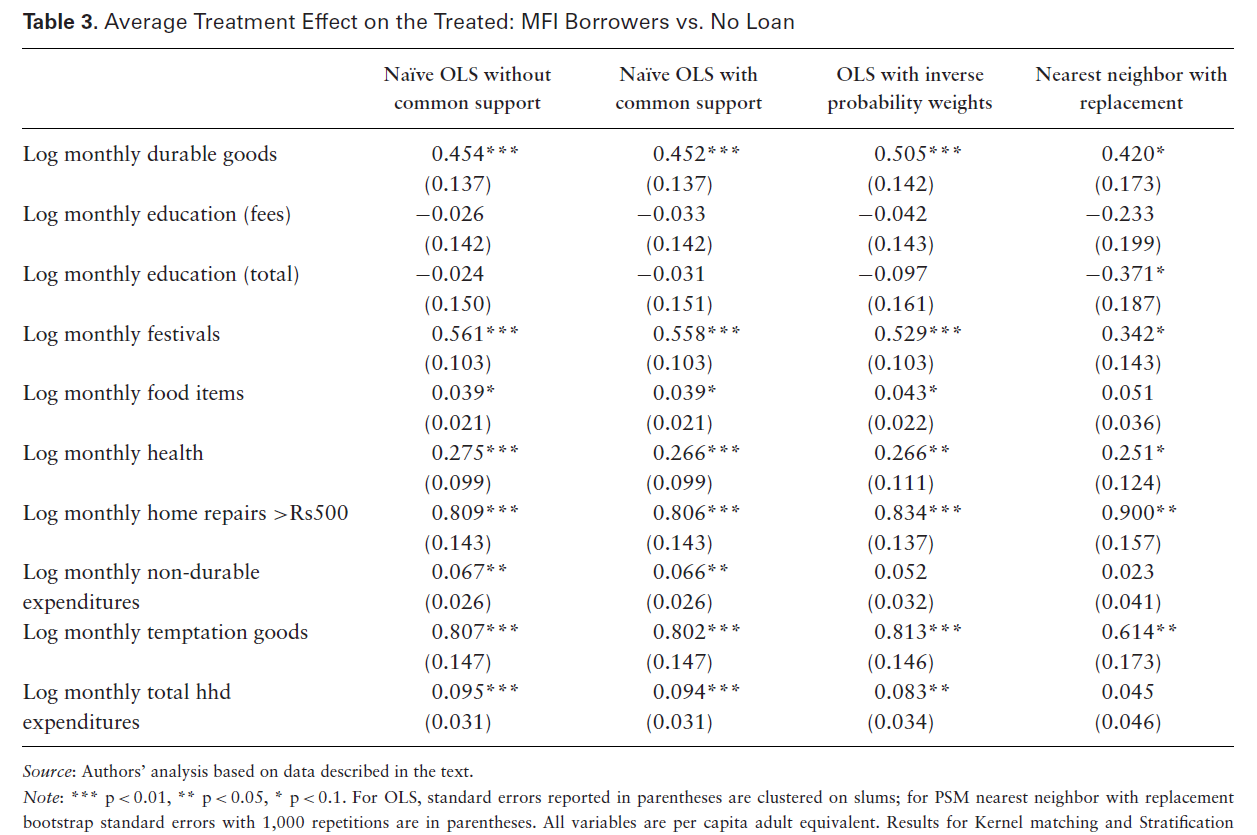 Table 3. Average Treatment Effect on the Treated: MFI Borrowers vs. No Loan
Naïve OLS without common support Naïve OLS with common support OLS with inverse probability weights Nearest neighbor with replacement
Log monthly durable goods 0.454*** 0.452*** 0.505*** 0.420*
(0.137) (0.137) (0.142) (0.173)
Log monthly education (fees) −0.026 −0.033 −0.042 −0.233
(0.142) (0.142) (0.143) (0.199)
Log monthly education (total) −0.024 −0.031 −0.097 −0.371*
(0.150) (0.151) (0.161) (0.187)
Log monthly festivals 0.561*** 0.558*** 0.529*** 0.342*
(0.103) (0.103) (0.103) (0.143)
Log monthly food items 0.039* 0.039* 0.043* 0.051
(0.021) (0.021) (0.022) (0.036)
Log monthly health 0.275*** 0.266*** 0.266** 0.251*
(0.099) (0.099) (0.111) (0.124)
Log monthly home repairs >Rs500 0.809*** 0.806*** 0.834*** 0.900**
(0.143) (0.143) (0.137) (0.157)
Log monthly non-durable 0.067** 0.066** 0.052 0.023
expenditures (0.026) (0.026) (0.032) (0.041)
Log monthly temptation goods 0.807*** 0.802*** 0.813*** 0.614**
(0.147) (0.147) (0.146) (0.173)
Log monthly total hhd 0.095*** 0.094*** 0.083** 0.045
expenditures (0.031) (0.031) (0.034) (0.046)
Source: Authors' analysis based on data described in the text.
Note: *** p < 0.01, ** p < 0.05, * p < 0.1. For OLS, standard errors reported in parentheses are clustered on slums; for PSM nearest neighbor with replacement
bootstrap standard errors with 1,000 repetitions are in parentheses. All variables are per capita adult equivalent. Results for Kernel matching and Stratification